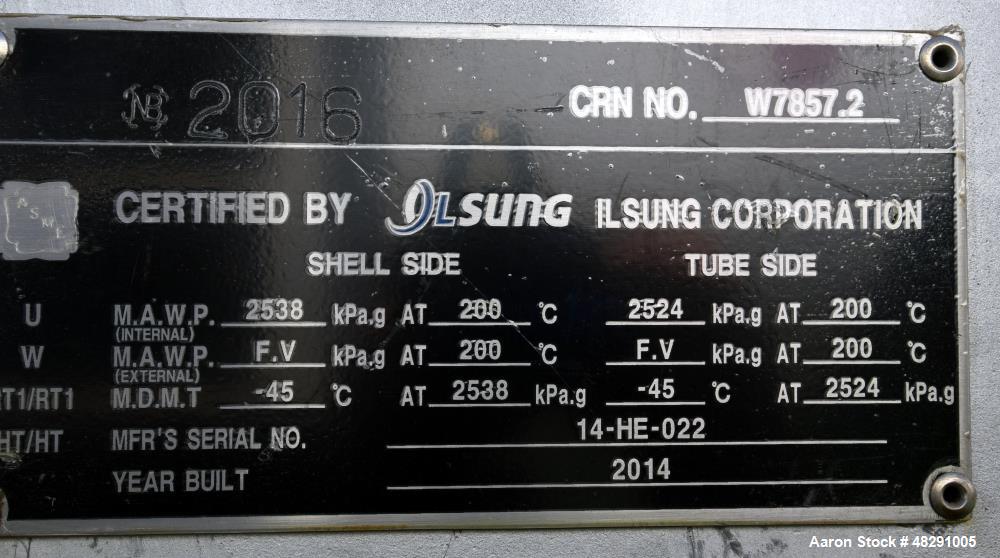 NB 2016 CRN NO. W7857.2
CERTIFIED BY ILSUNG ILSUNG CORPORATION
SHELL SIDE TUBE SIDE
U M.A.W.P. 2538 kPa.g AT 200 °C 2524 kPa.g AT 200 °C
(INTERNAL)
W M.A.W.P. F.V kPa.g AT 200 °C F.V kPa.g AT 200 °C
(EXTERNAL)
RT1/RT1 M.D.M.T -45 °C AT 2538 kPa.g -45 °C AT 2524 kPa.g
HT/HT MFR'S SERIAL NO. 14-HE-022
YEAR BUILT 2014
Aaron Stock # 48291005